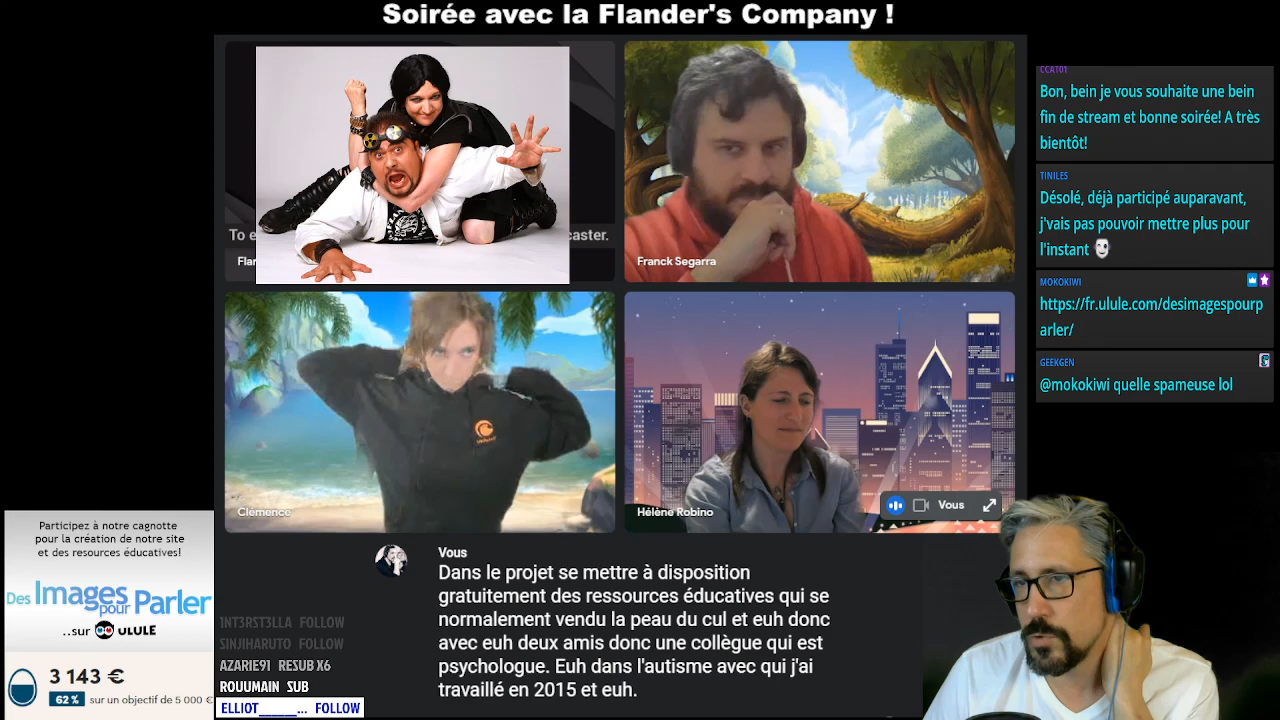 Soirée avec la Flander's Company !
To e
caster.
Flan
Franck Segarra
Clémence
Hélène Robino
Vous
CCAT01
Bon, bein je vous souhaite une bein
fin de stream et bonne soirée! A très
bientôt!
TINILES
Désolé, déjà participé auparavant,
j'vais pas pouvoir mettre plus pour
l'instant
MOKOKIWI
https://fr.ulule.com/desimagespourp
arler/
GEEKGEN
@mokokiwi quelle spameuse lol
Participez à notre cagnotte
pour la création de notre site
et des resources éducatives!
Des Images pour Parler
..sur ULULE
3 143 €
62 % sur un objectif de 5 000 €
1NT3R5T3LLA FOLLOW
SINJIHARUTO FOLLOW
AZARIE91 RESUB X6
ROUUMAIN SUB
ELLIOT______... FOLLOW
Vous
Dans le projet se mettre à disposition
gratuitement des ressources éducatives qui se
normalement vendu la peau du cul et euh donc
avec euh deux amis donc une collègue qui est
psychologue. Euh dans l'autisme avec qui j'ai
travaillé en 2015 et euh.